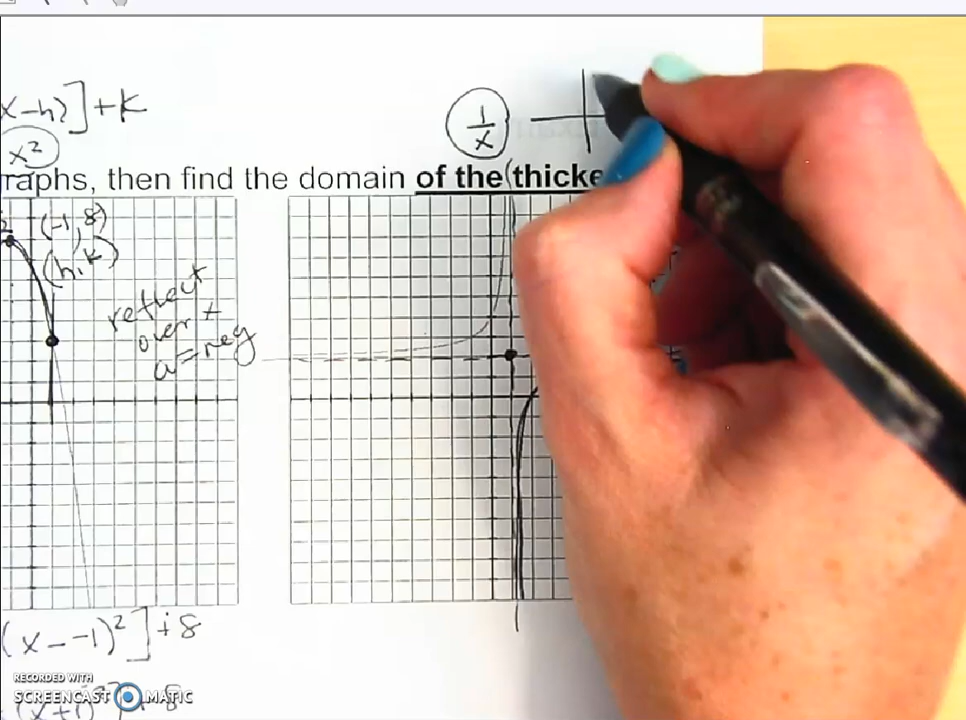 x-h)] + K
x²
1/x
raphs, then find the domain of the thicke
(-1, 8)
(h, k)
reflect
over x
a = neg
(x - -1)²] + 8
RECORDED WITH
SCREENCAST MATIC
(x+1)